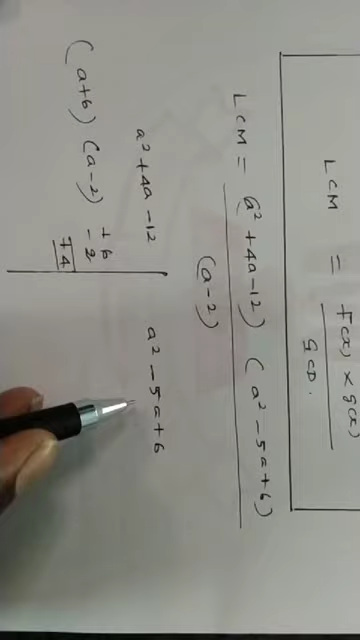 LCM = f(x) × g(x)
GCD.
LCM = (a² + 4a - 12) (a² - 5a + 6)
(a - 2)
a² + 4a - 12
(a+6) (a-2)
+6
-2
+4
a² - 5a + 6